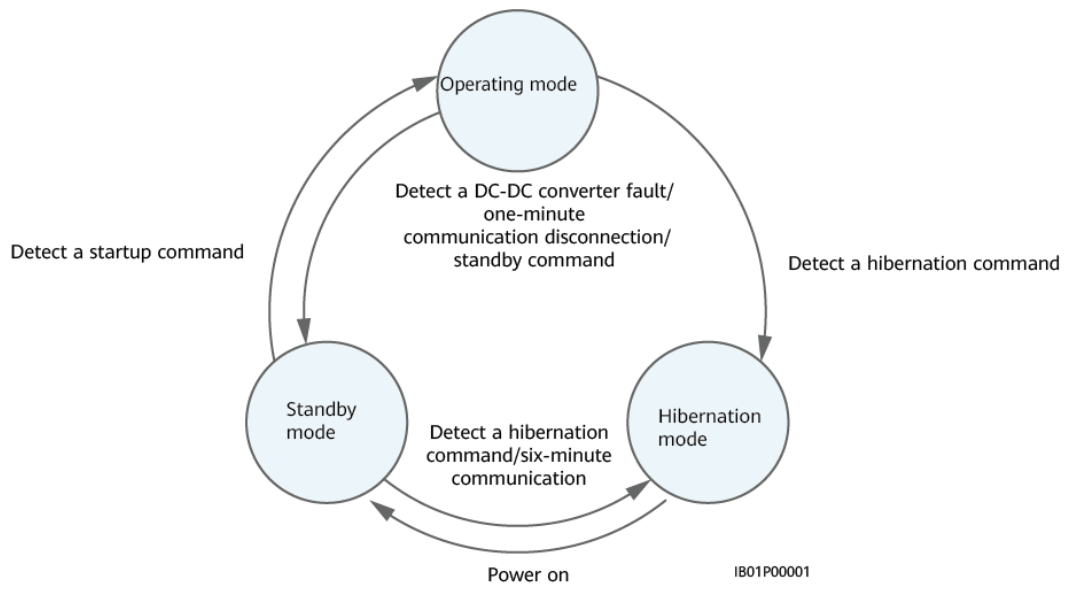 Operating mode
Detect a DC-DC converter fault/
one-minute
communication disconnection/
standby command
Detect a startup command
Detect a hibernation command
Standby
mode
Detect a hibernation
command/six-minute
communication
Hibernation
mode
Power on
IB01P00001